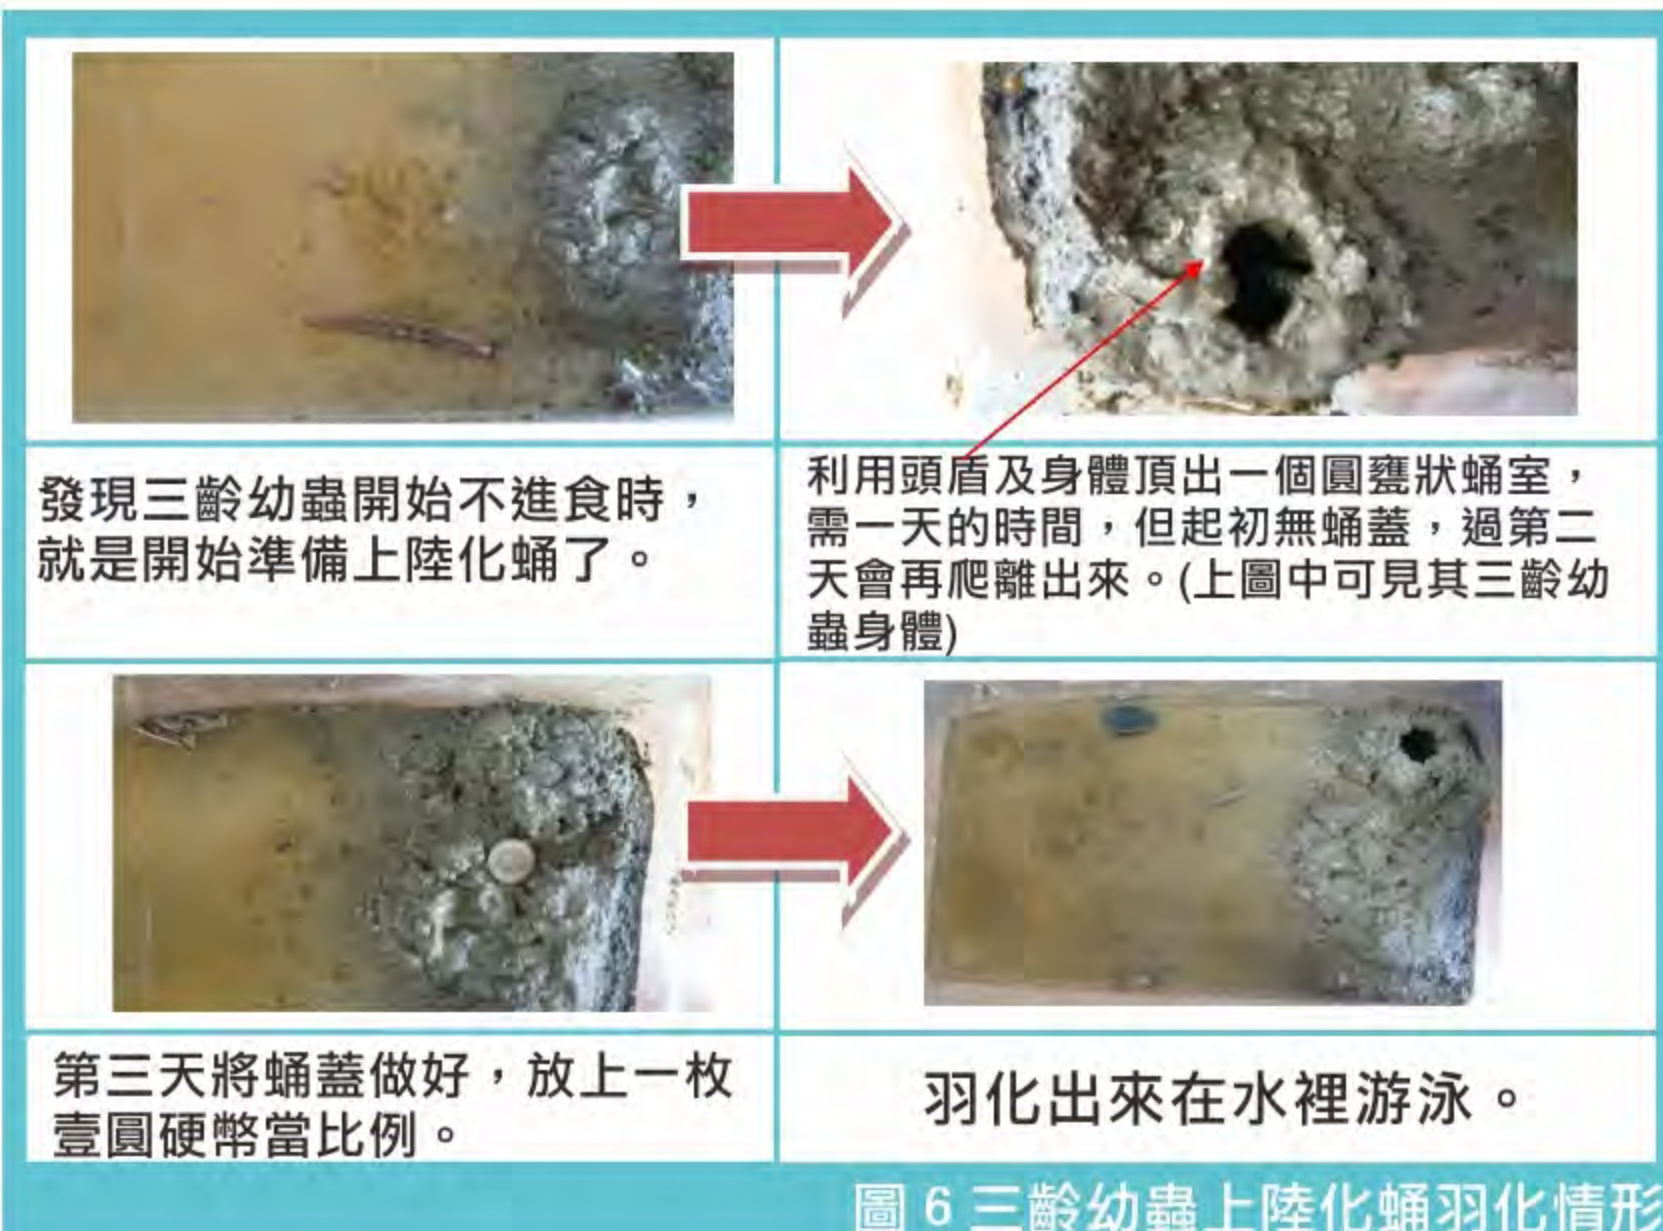 發現三齡幼蟲開始不進食時，
就是開始準備上陸化蛹了。
利用頭盾及身體頂出一個圓甕狀蛹室，
需一天的時間，但起初無蛹蓋，過第二
天會再爬離出來。(上圖中可見其三齡幼
蟲身體)
第三天將蛹蓋做好，放上一枚
壹圓硬幣當比例。
羽化出來在水裡游泳。
圖 6 三齡幼蟲上陸化蛹羽化情形